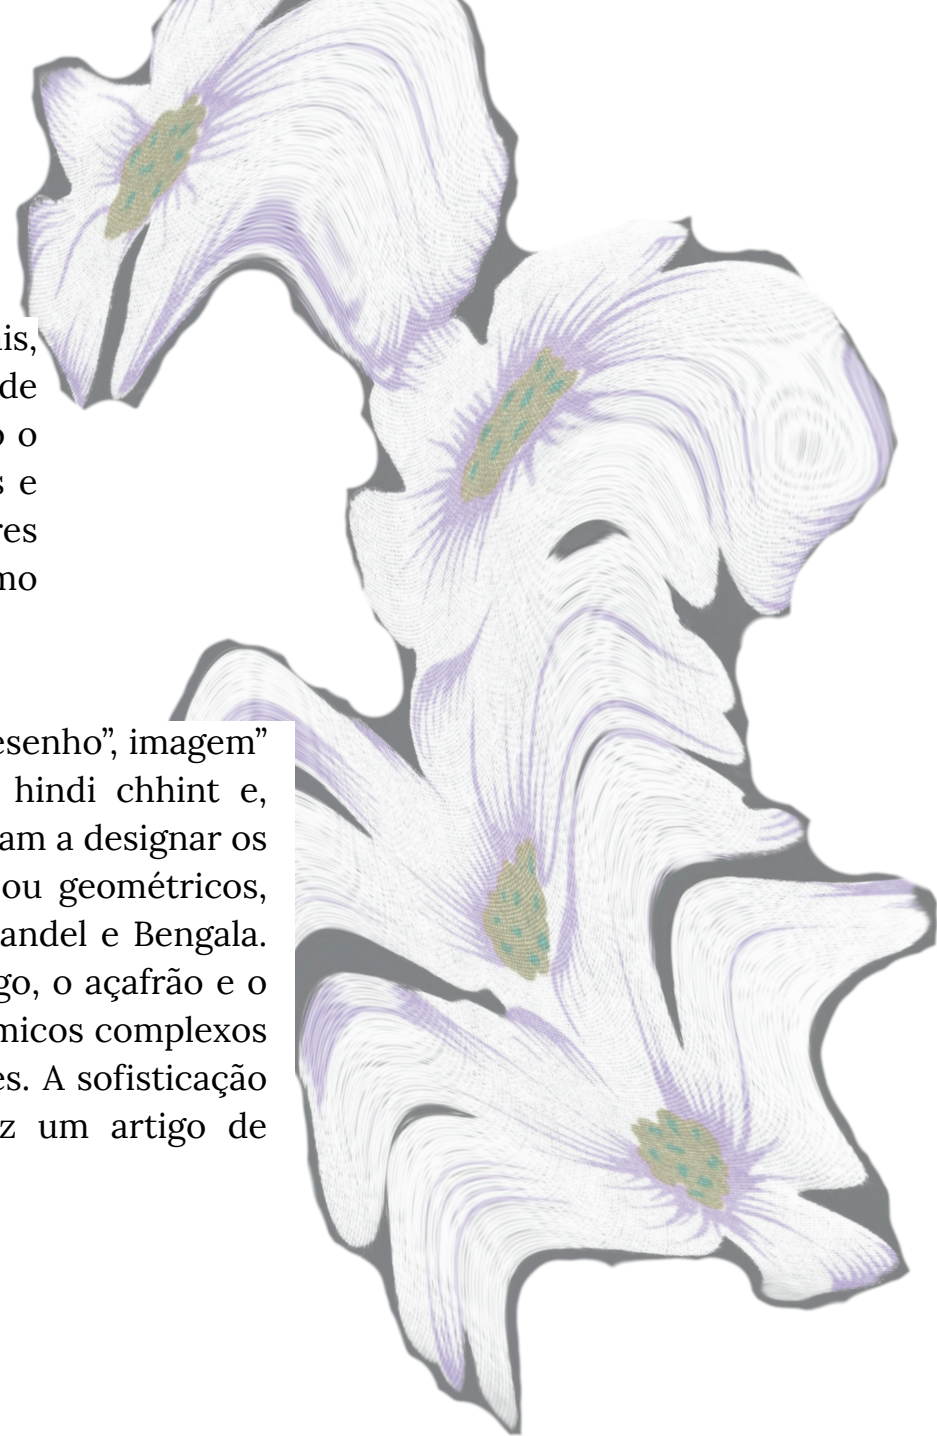 is,
de
o o
s e
res
mo
esenho”, imagem”
hindi chhint e,
am a designar os
ou geométricos,
andel e Bengala.
go, o açafrão e o
micos complexos
es. A sofisticação
z um artigo de